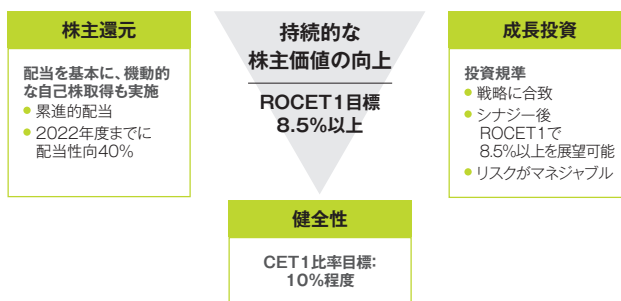 株主還元
配当を基本に、機動的
な自己株取得も実施
● 累進的配当
● 2022年度までに
配当性向40%
持続的な
株主価値の向上
ROCET1目標
8.5%以上
成長投資
投資規準
● 戦略に合致
● シナジー後
ROCET1で
8.5%以上を展望可能
● リスクがマネジャブル
健全性
CET1比率目標：
10%程度